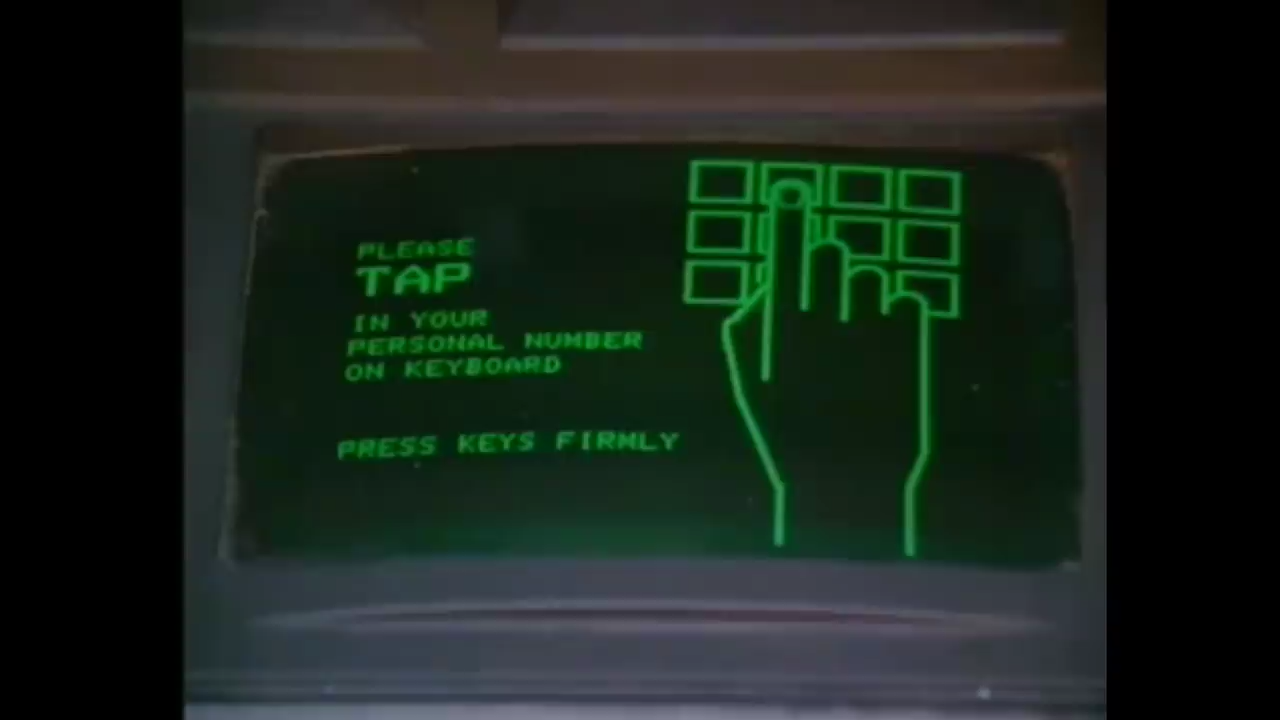 PLEASE
TAP
IN YOUR
PERSONAL NUMBER
ON KEYBOARD
PRESS KEYS FIRMLY